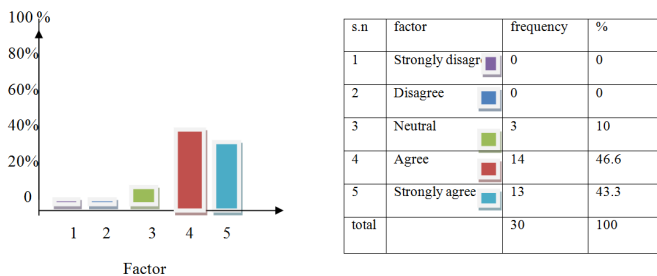 100 %
80%
60%
40%
20%
0
1 2 3 4 5
Factor
s.n factor frequency %
1 Strongly disagr 0 0
2 Disagree 0 0
3 Neutral 3 10
4 Agree 14 46.6
5 Strongly agree 13 43.3
total 30 100